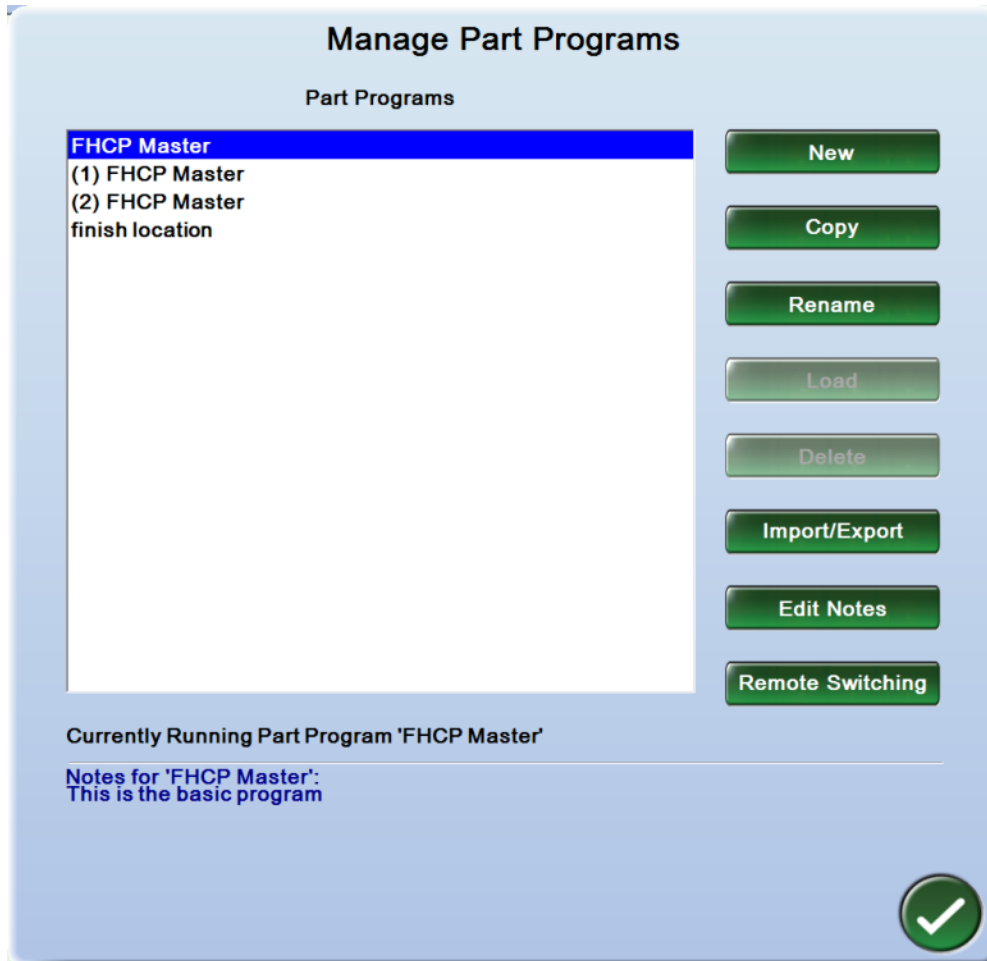 Manage Part Programs
Part Programs
FHCP Master
(1) FHCP Master
(2) FHCP Master
finish location
New
Copy
Rename
Load
Delete
Import/Export
Edit Notes
Remote Switching
Currently Running Part Program 'FHCP Master'
Notes for 'FHCP Master':
This is the basic program